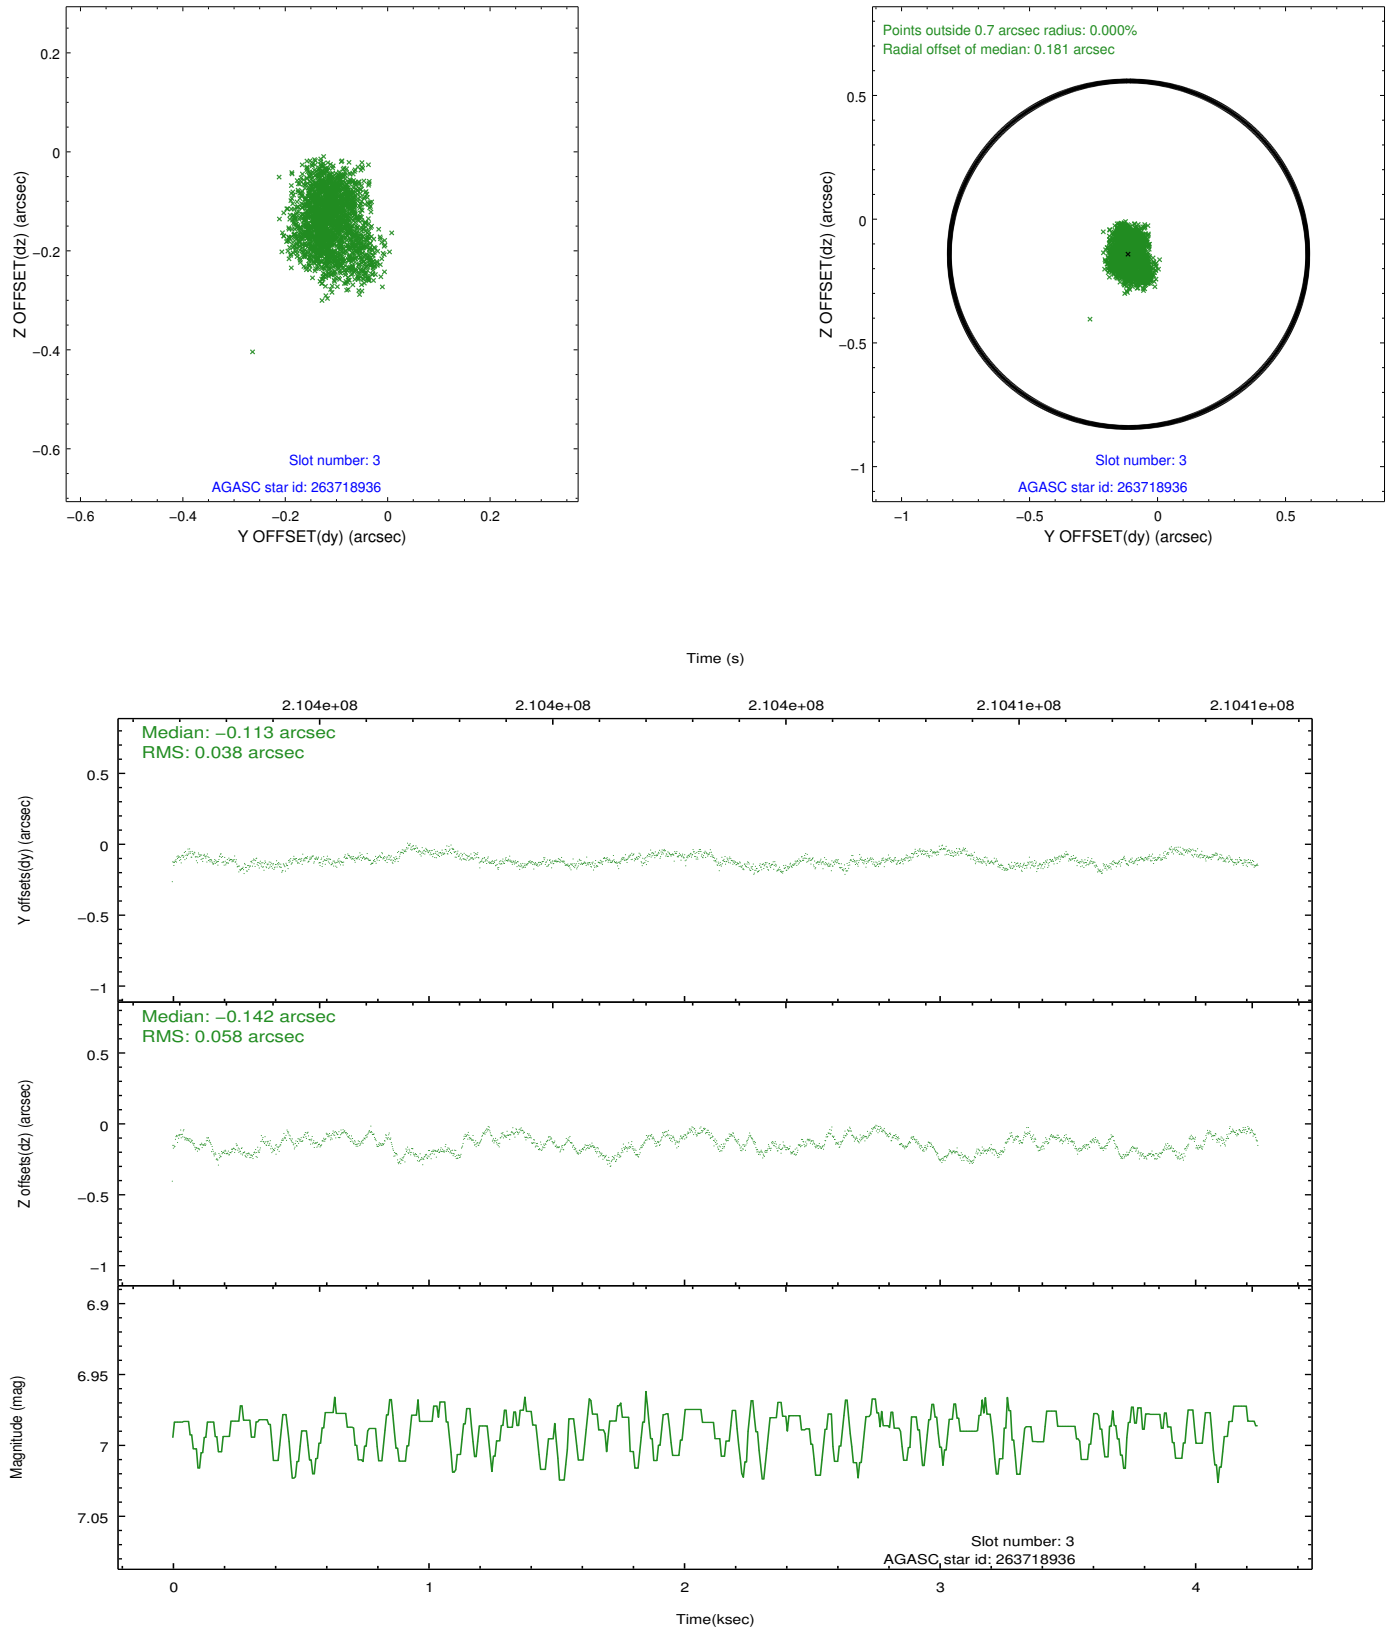 0.2
0
−0.2
−0.4
−0.6
Z OFFSET(dz) (arcsec)
Slot number: 3
AGASC star id: 263718936
−0.6 −0.4 −0.2 0 0.2
Y OFFSET(dy) (arcsec)
Points outside 0.7 arcsec radius: 0.000%
Radial offset of median: 0.181 arcsec
0.5
0
−0.5
−1
Z OFFSET(dz) (arcsec)
Slot number: 3
AGASC star id: 263718936
−1 −0.5 0 0.5
Y OFFSET(dy) (arcsec)
Time (s)
2.104e+08 2.104e+08 2.104e+08 2.1041e+08 2.1041e+08
Median: −0.113 arcsec
RMS: 0.038 arcsec
0.5
0
−0.5
−1
Y offsets(dy) (arcsec)
Median: −0.142 arcsec
RMS: 0.058 arcsec
0.5
0
−0.5
−1
Z offsets(dz) (arcsec)
6.9
6.95
7
7.05
Magnitude (mag)
Slot number: 3
AGASC star id: 263718936
0 1 2 3 4
Time(ksec)